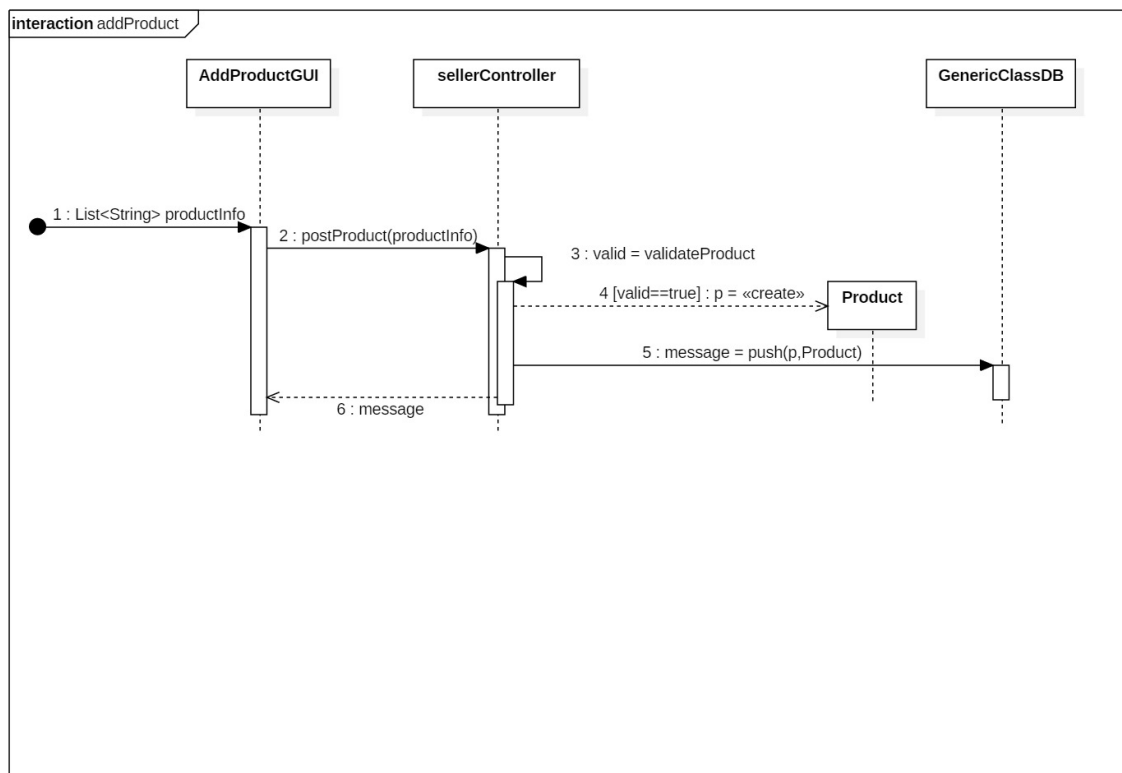 interaction addProduct
AddProductGUI
sellerController
GenericClassDB
1 : List<String> productInfo
2 : postProduct(productInfo)
3 : valid = validateProduct
4 [valid==true] : p = «create»
Product
5 : message = push(p,Product)
6 : message